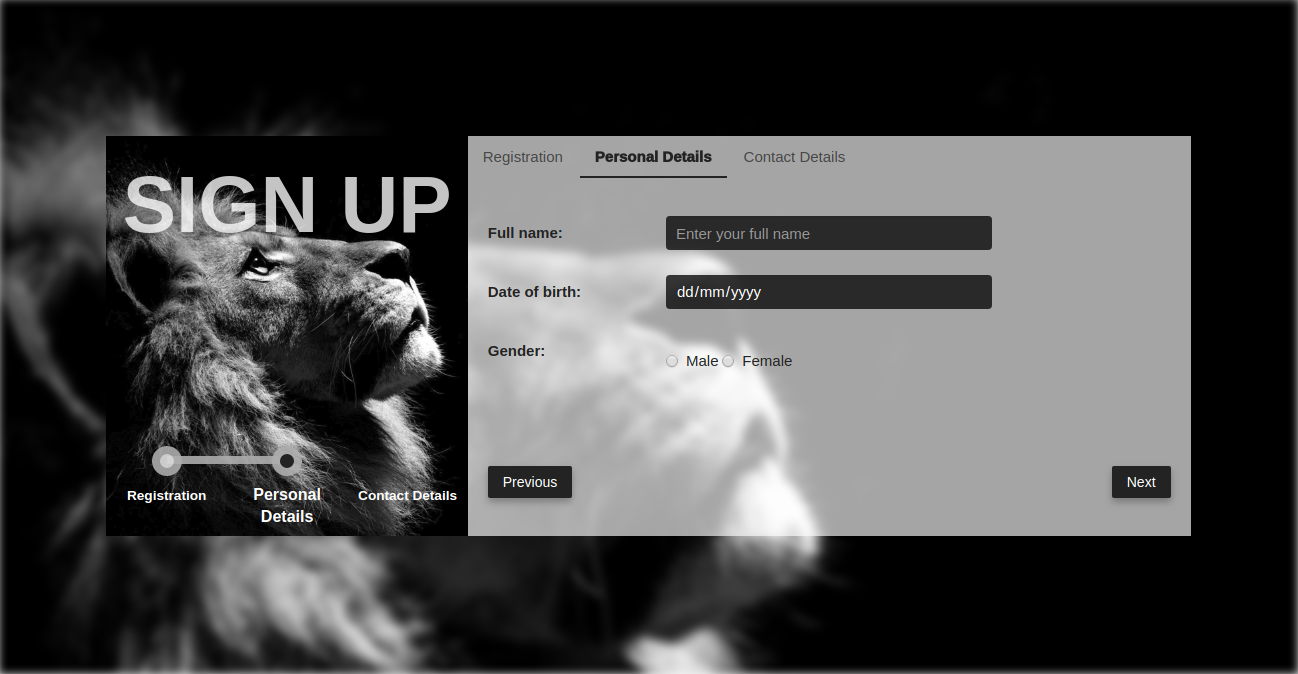 SIGN UP
Registration
Personal
Details
Contact Details
Registration Personal Details Contact Details
Full name: Enter your full name
Date of birth: dd/mm/yyyy
Gender: Male Female
Previous Next